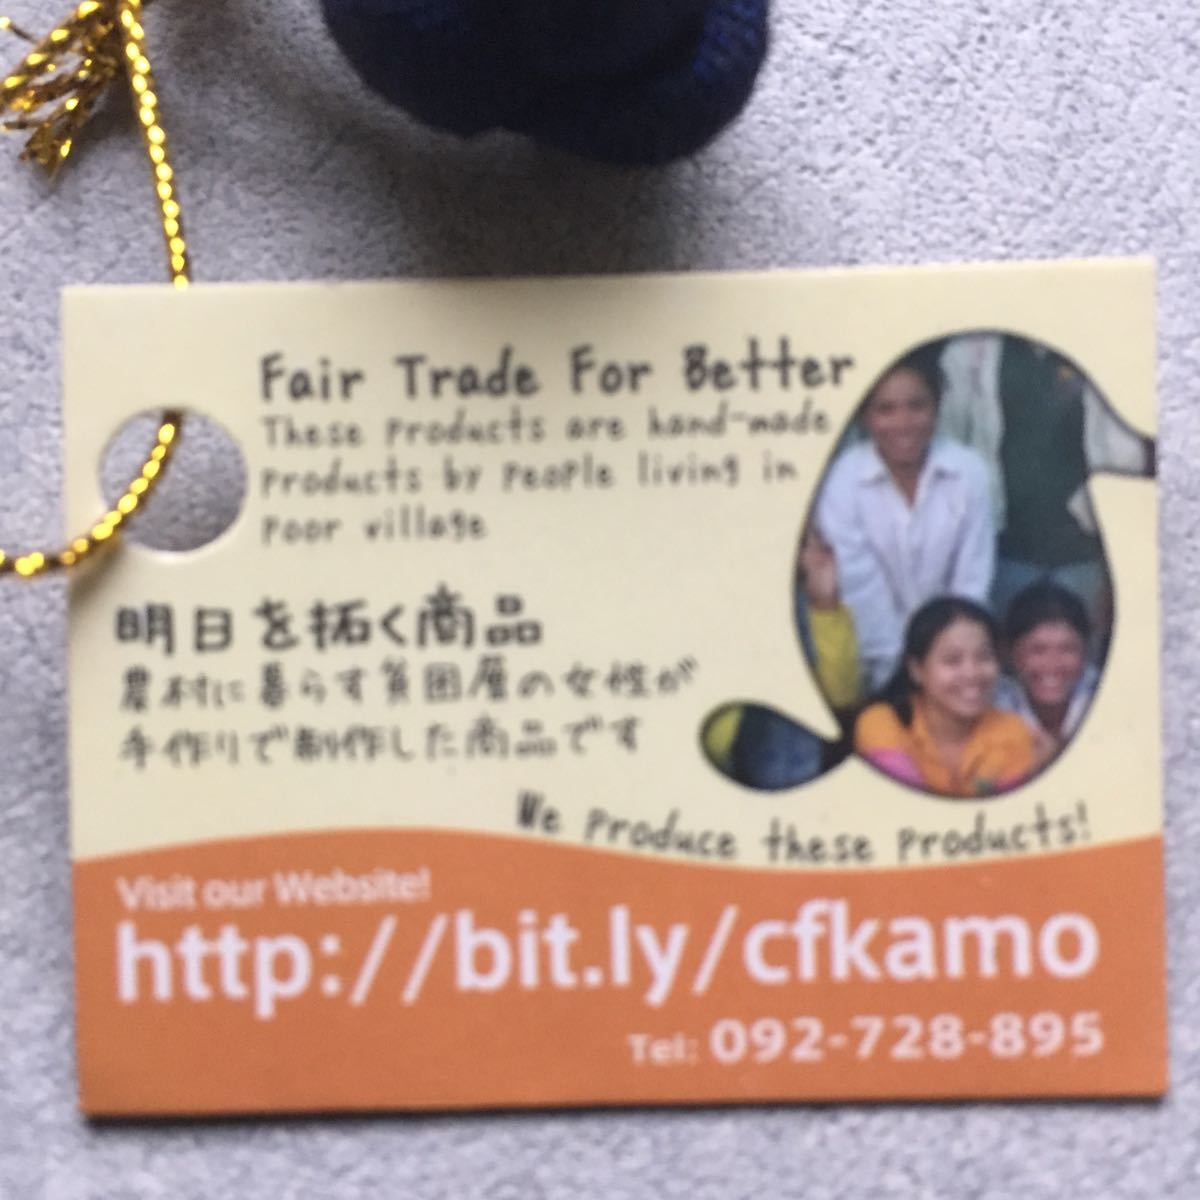 Fair Trade For Better
These products are hand-made
products by people living in
poor village
明日を拓く商品
農村に暮らす貧困層の女性が
手作りで制作した商品です
We produce these products!
Visit our Website!
http://bit.ly/cfkamo
Tel: 092-728-895